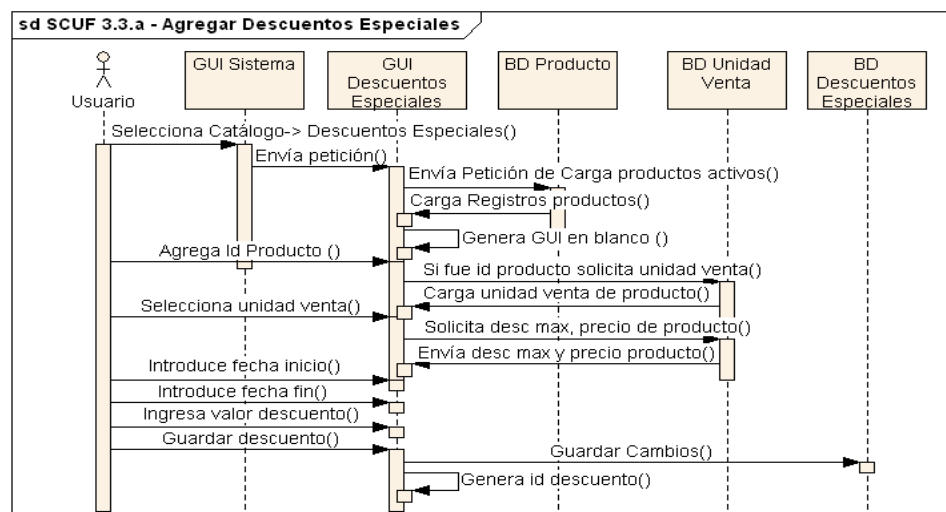 sd SCUF 3.3.a - Agregar Descuentos Especiales
Usuario
GUI Sistema
GUI
Descuentos
Especiales
BD Producto
BD Unidad
Venta
BD
Descuentos
Especiales
Selecciona Catálogo-> Descuentos Especiales()
Envía petición()
Envía Petición de Carga productos activos()
Carga Registros productos()
Genera GUI en blanco ()
Agrega Id Producto ()
Si fue id producto solicita unidad venta()
Carga unidad venta de producto()
Selecciona unidad venta()
Solicita desc max, precio de producto()
Envía desc max y precio producto()
Introduce fecha inicio()
Introduce fecha fin()
Ingresa valor descuento()
Guardar descuento()
Guardar Cambios()
Genera id descuento()